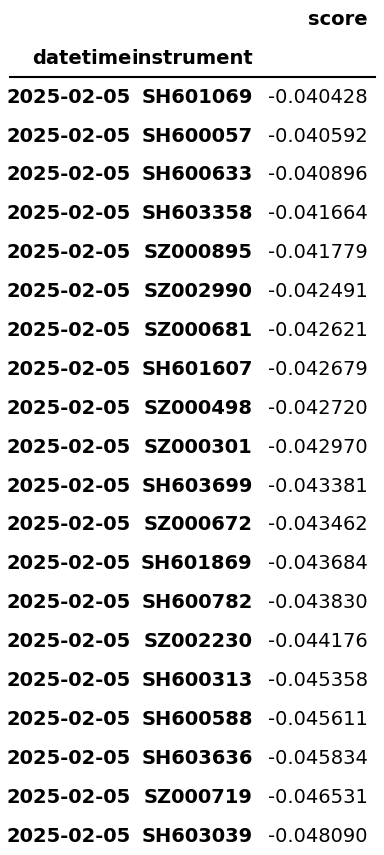 score
datetime instrument
2025-02-05 SH601069 -0.040428
2025-02-05 SH600057 -0.040592
2025-02-05 SH600633 -0.040896
2025-02-05 SH603358 -0.041664
2025-02-05 SZ000895 -0.041779
2025-02-05 SZ002990 -0.042491
2025-02-05 SZ000681 -0.042621
2025-02-05 SH601607 -0.042679
2025-02-05 SZ000498 -0.042720
2025-02-05 SZ000301 -0.042970
2025-02-05 SH603699 -0.043381
2025-02-05 SZ000672 -0.043462
2025-02-05 SH601869 -0.043684
2025-02-05 SH600782 -0.043830
2025-02-05 SZ002230 -0.044176
2025-02-05 SH600313 -0.045358
2025-02-05 SH600588 -0.045611
2025-02-05 SH603636 -0.045834
2025-02-05 SZ000719 -0.046531
2025-02-05 SH603039 -0.048090